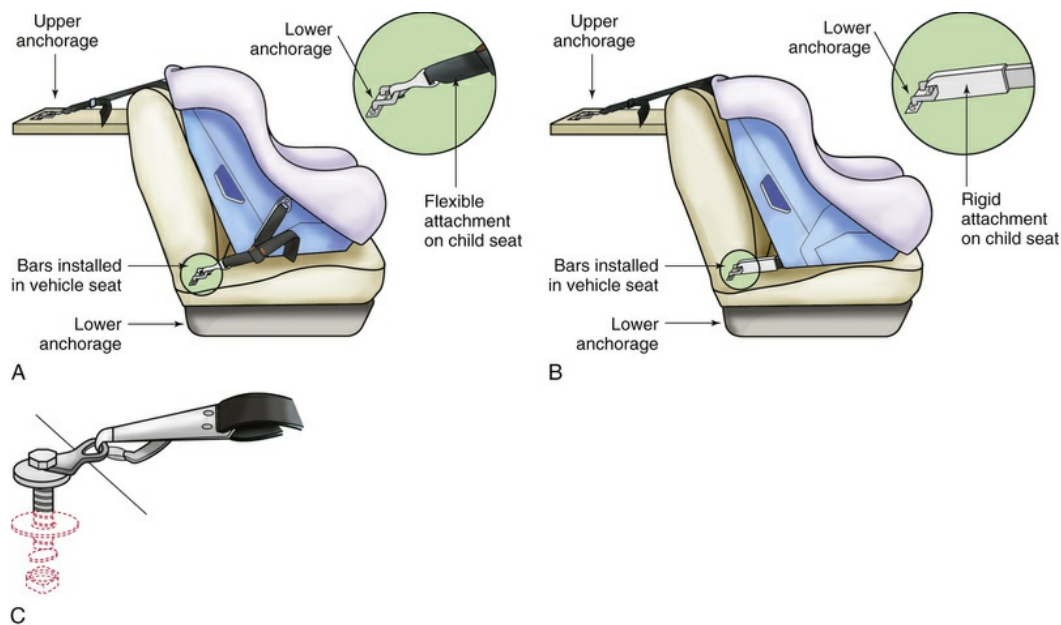 Upper
anchorage
Lower
anchorage
Flexible
attachment
on child seat
Bars installed
in vehicle seat
Lower
anchorage
A
Upper
anchorage
Lower
anchorage
Rigid
attachment
on child seat
Bars installed
in vehicle seat
Lower
anchorage
B
C